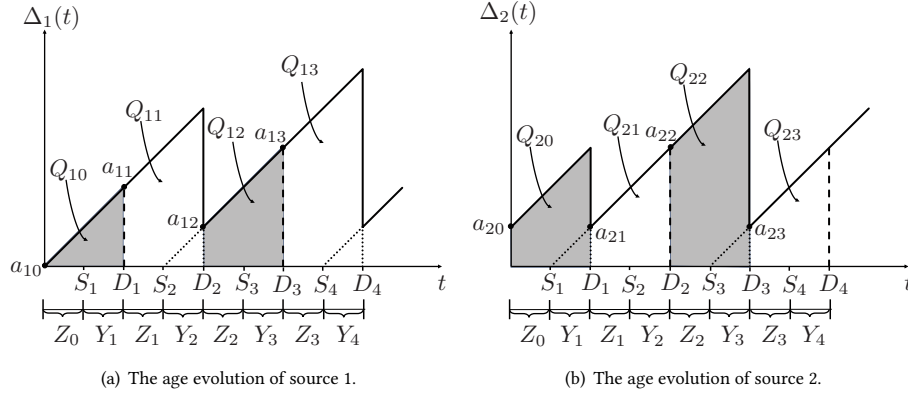 Δ₁(t)
Q₁₃
Q₁₁
Q₁₂
a₁₃
Q₁₀
a₁₁
a₁₂
a₁₀
S₁ D₁ S₂ D₂ S₃ D₃ S₄ D₄ t
Z₀ Y₁ Z₁ Y₂ Z₂ Y₃ Z₃ Y₄
(a) The age evolution of source 1.
Δ₂(t)
Q₂₂
Q₂₀
Q₂₁
a₂₂
Q₂₃
a₂₀
a₂₁
a₂₃
S₁ D₁ S₂ D₂ S₃ D₃ S₄ D₄ t
Z₀ Y₁ Z₁ Y₂ Z₂ Y₃ Z₃ Y₄
(b) The age evolution of source 2.